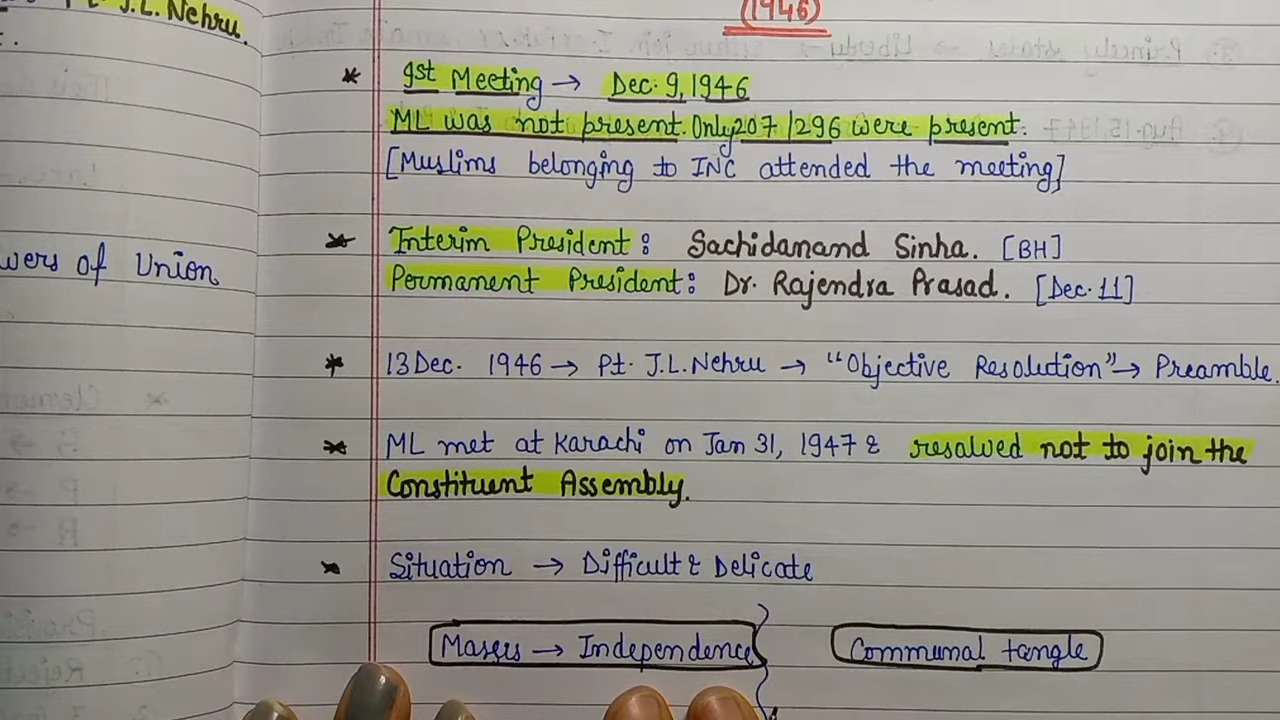 J.L. Nehru.
(1946)
* Ist Meeting → Dec. 9, 1946
ML was not present. Only 207/296 were present.
[Muslims belonging to INC attended the meeting]
* Interim President : Sachidanand Sinha. [BH]
wers of Union
Permanent President : Dr. Rajendra Prasad. [Dec. 11]
* 13 Dec. 1946 → Pt. J.L. Nehru → "Objective Resolution" → Preamble.
* ML met at Karachi on Jan 31, 1947 & resolved not to join the
Constituent Assembly.
* Situation → Difficult & Delicate
Masses → Independence
Communal tangle